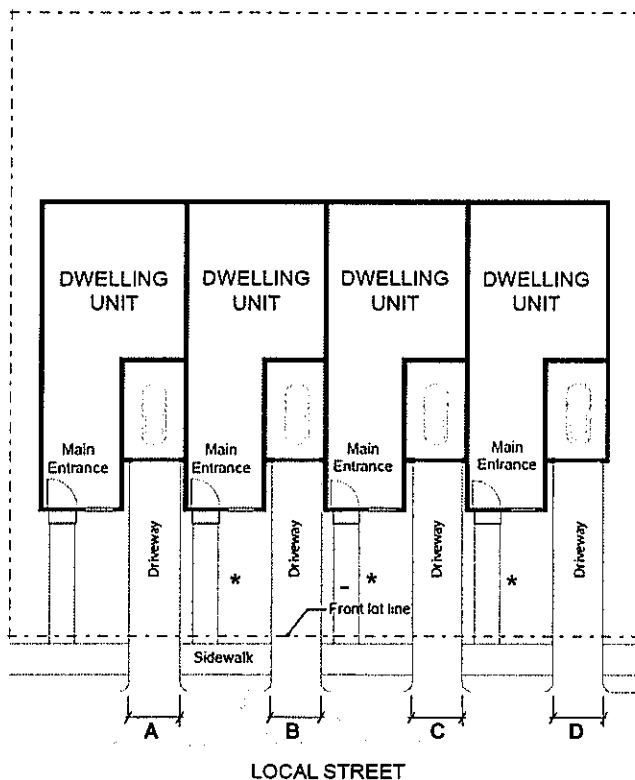 DWELLING UNIT
DWELLING UNIT
DWELLING UNIT
DWELLING UNIT
Main Entrance
Main Entrance
Main Entrance
Main Entrance
Driveway
Driveway
Driveway
Driveway
*
*
*
Front lot line
Sidewalk
A
B
C
D
LOCAL STREET